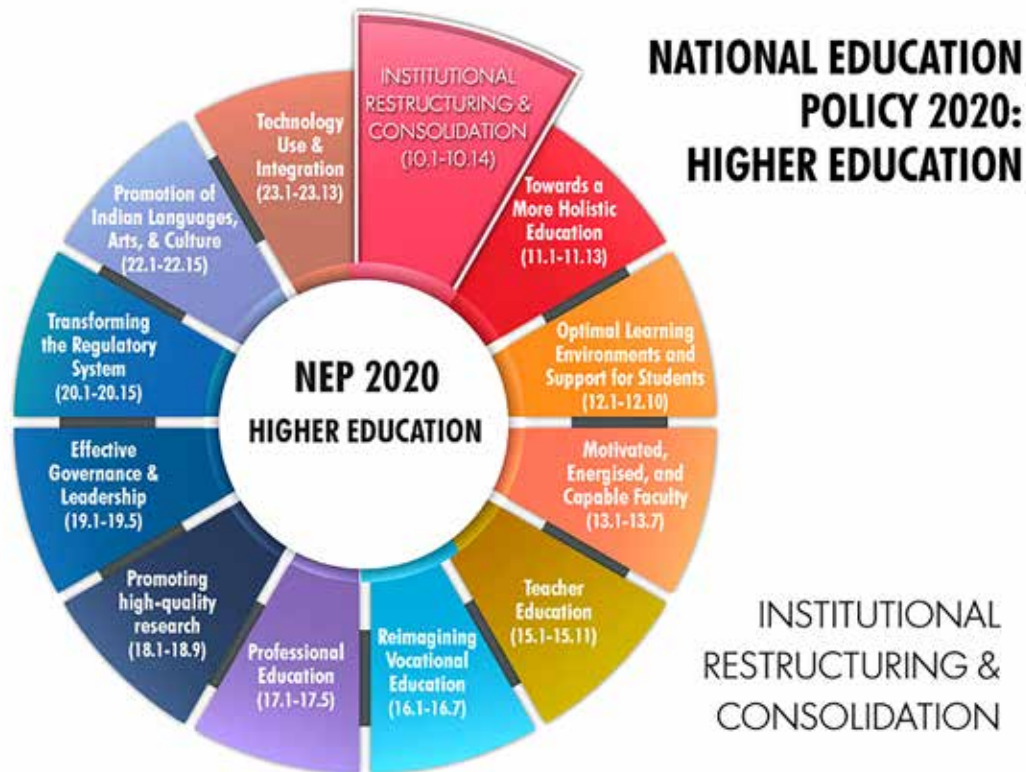 NATIONAL EDUCATION
POLICY 2020:
HIGHER EDUCATION
INSTITUTIONAL
RESTRUCTURING &
CONSOLIDATION
(10.1-10.14)
Towards a
More Holistic
Education
(11.1-11.13)
Optimal Learning
Environments and
Support for Students
(12.1-12.10)
Motivated,
Energised, and
Capable Faculty
(13.1-13.7)
Teacher
Education
(15.1-15.11)
Reimagining
Vocational
Education
(16.1-16.7)
Professional
Education
(17.1-17.5)
Promoting
high-quality
research
(18.1-18.9)
Effective
Governance &
Leadership
(19.1-19.5)
Transforming
the Regulatory
System
(20.1-20.15)
Promotion of
Indian Languages,
Arts, & Culture
(22.1-22.15)
Technology
Use &
Integration
(23.1-23.13)
NEP 2020
HIGHER EDUCATION
INSTITUTIONAL
RESTRUCTURING &
CONSOLIDATION